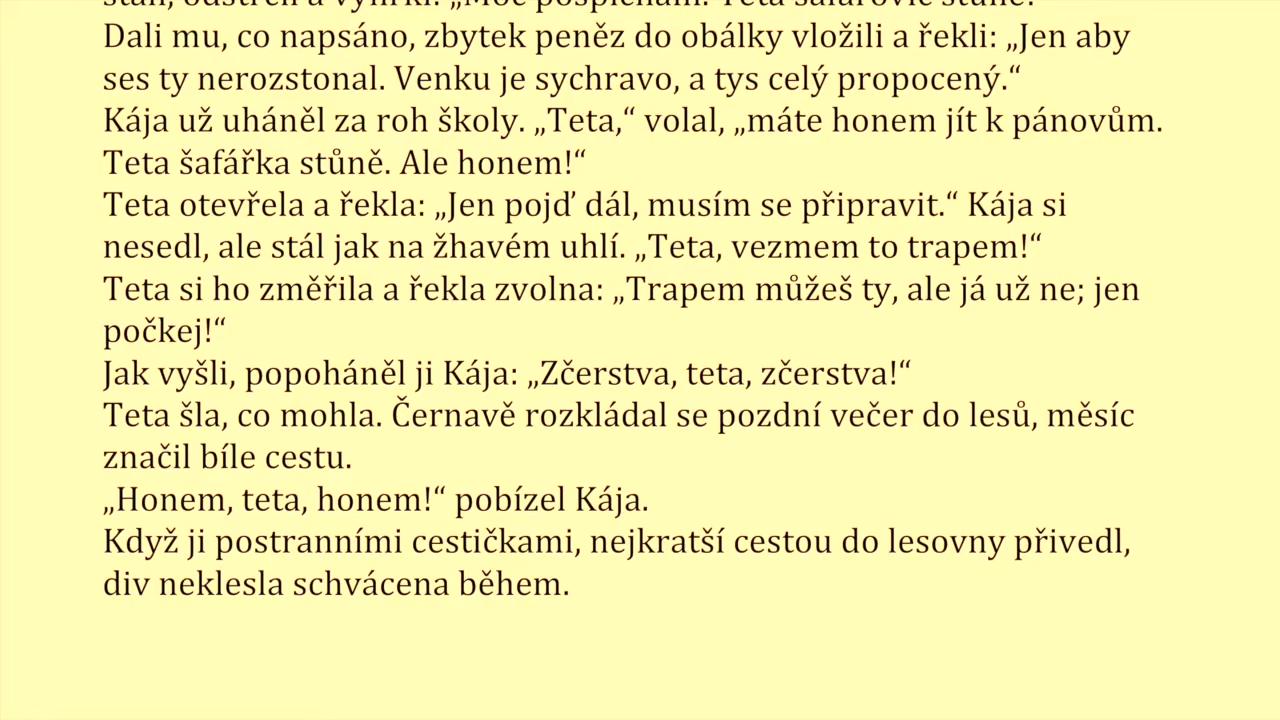 Dali mu, co napsáno, zbytek peněz do obálky vložili a řekli: „Jen aby
ses ty nerozstonal. Venku je sychravo, a tys celý propocený.“
Kája už uháněl za roh školy. „Teta,“ volal, „máte honem jít k pánovům.
Teta šafářka stůně. Ale honem!“
Teta otevřela a řekla: „Jen pojď dál, musím se připravit.“ Kája si
nesedl, ale stál jak na žhavém uhlí. „Teta, vezmem to trapem!“
Teta si ho změřila a řekla zvolna: „Trapem můžeš ty, ale já už ne; jen
počkej!“
Jak vyšli, popoháněl ji Kája: „Zčerstva, teta, zčerstva!“
Teta šla, co mohla. Černavě rozkládal se pozdní večer do lesů, měsíc
značil bíle cestu.
„Honem, teta, honem!“ pobízel Kája.
Když ji postranními cestičkami, nejkratší cestou do lesovny přivedl,
div neklesla schvácena během.